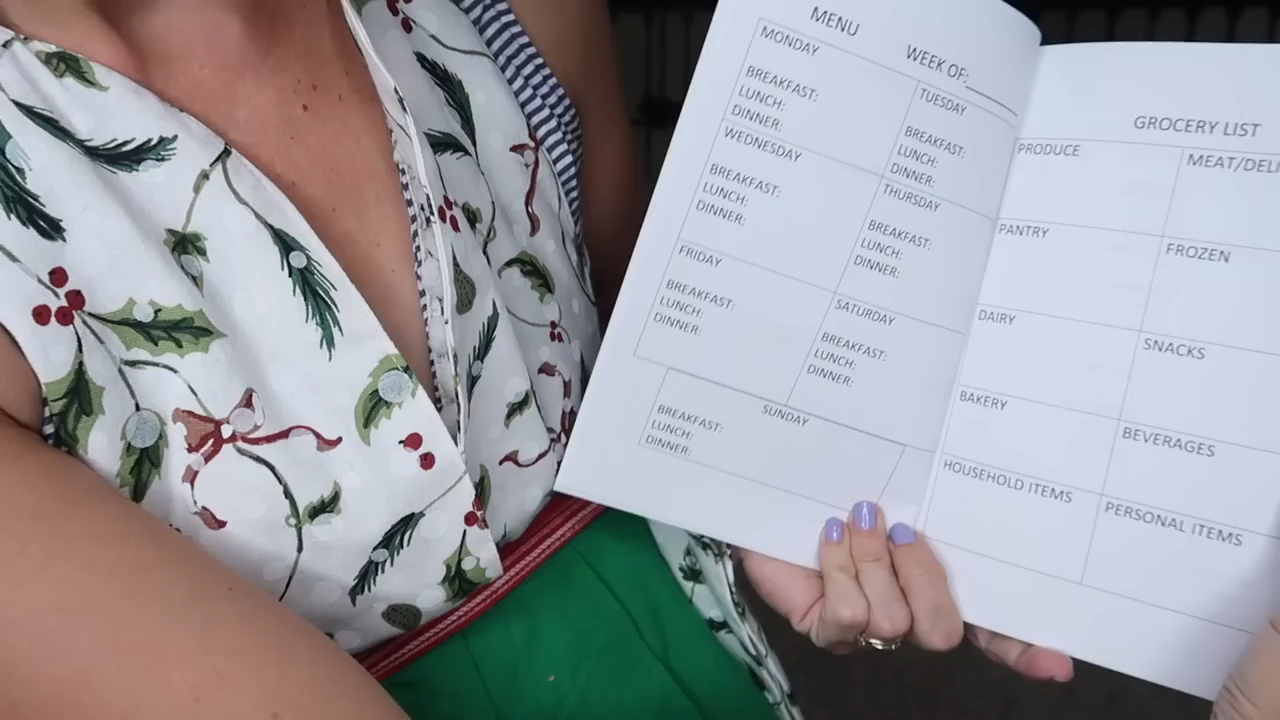 MENU
WEEK OF:
MONDAY
BREAKFAST:
LUNCH:
DINNER:
TUESDAY
BREAKFAST:
LUNCH:
DINNER:
WEDNESDAY
BREAKFAST:
LUNCH:
DINNER:
THURSDAY
BREAKFAST:
LUNCH:
DINNER:
FRIDAY
BREAKFAST:
LUNCH:
DINNER:
SATURDAY
BREAKFAST:
LUNCH:
DINNER:
SUNDAY
BREAKFAST:
LUNCH:
DINNER:
GROCERY LIST
PRODUCE
MEAT/DELI
PANTRY
FROZEN
DAIRY
SNACKS
BAKERY
BEVERAGES
HOUSEHOLD ITEMS
PERSONAL ITEMS